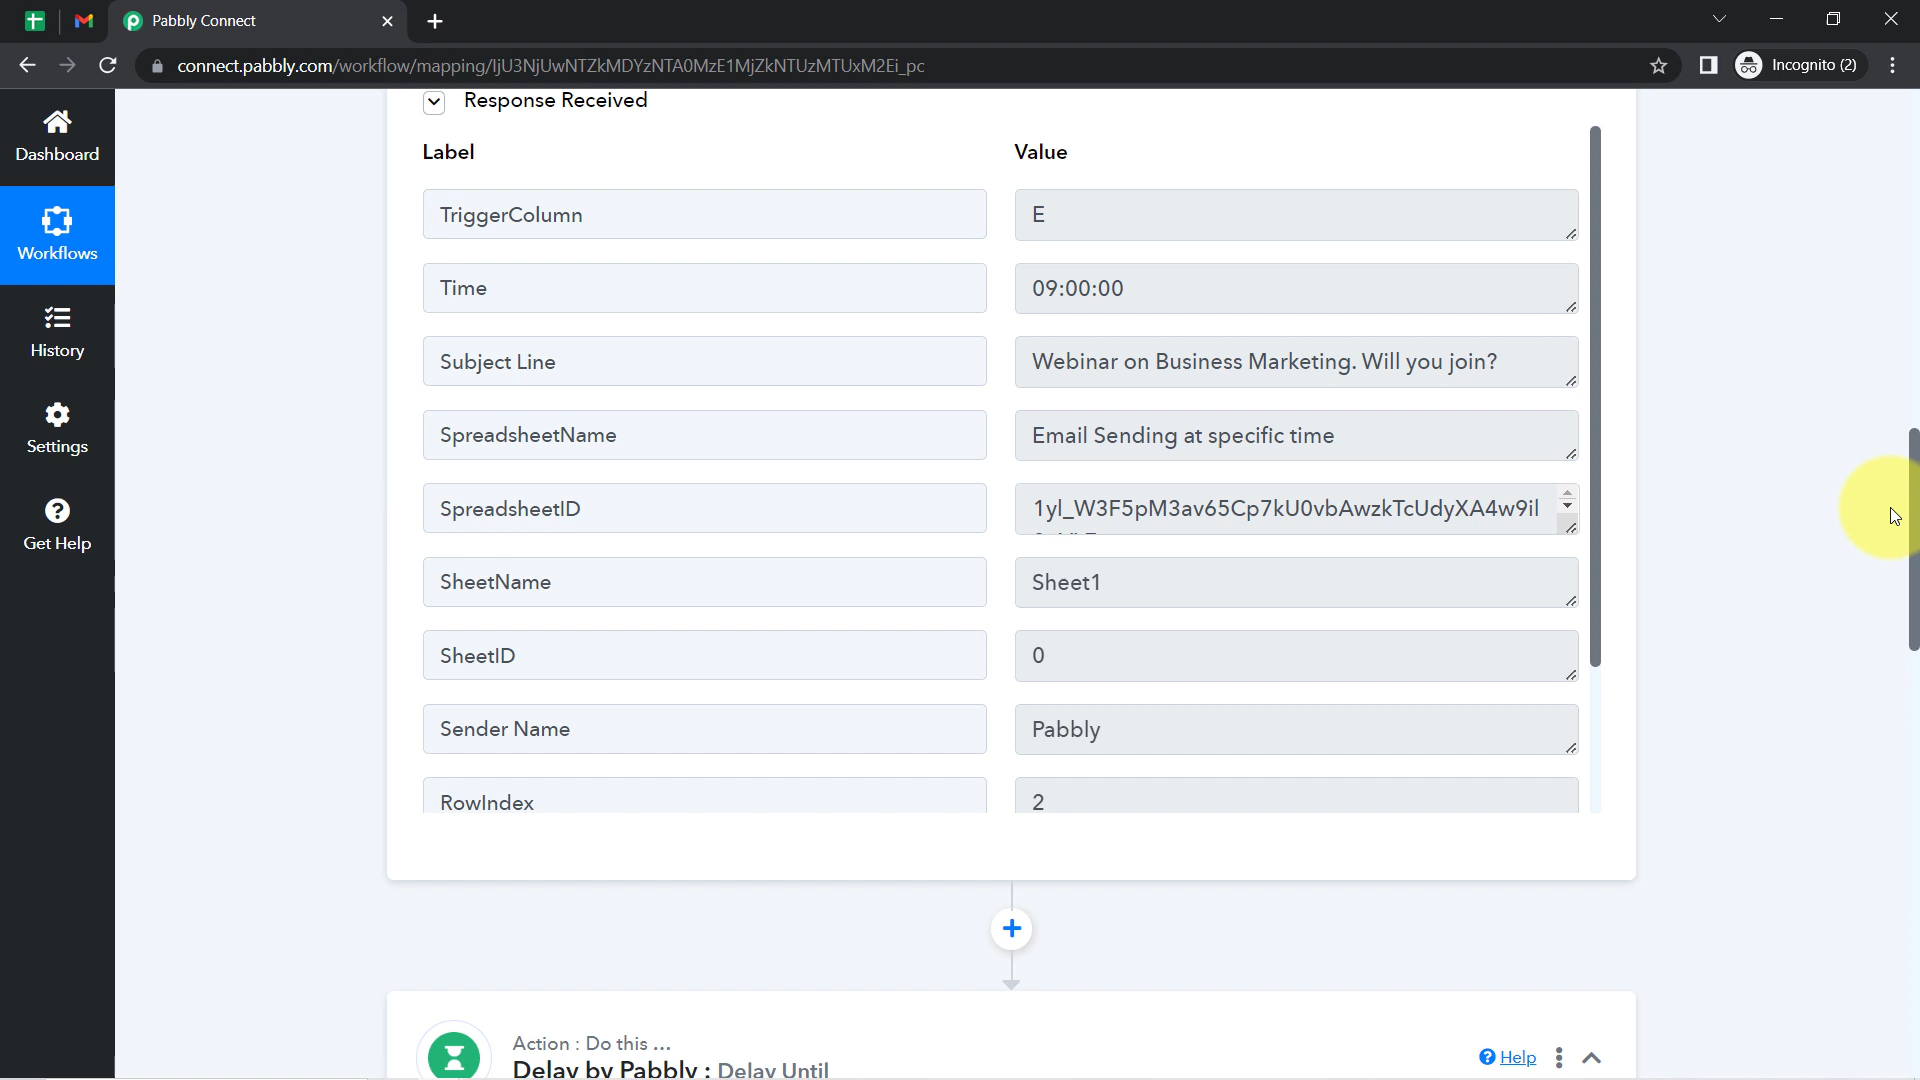 Pabbly Connect
connect.pabbly.com/workflow/mapping/IjU3NjUwNTZkMDYzNTA0MzE1MjZkNTUzMTUxM2Ei_pc
Incognito (2)
Dashboard
Workflows
History
Settings
Get Help
Response Received
Label Value
TriggerColumn E
Time 09:00:00
Subject Line Webinar on Business Marketing. Will you join?
SpreadsheetName Email Sending at specific time
SpreadsheetID 1yl_W3F5pM3av65Cp7kU0vbAwzkTcUdyXA4w9il
SheetName Sheet1
SheetID 0
Sender Name Pabbly
RowIndex 2
Action : Do this ...
Delay by Pabbly : Delay Until
Help